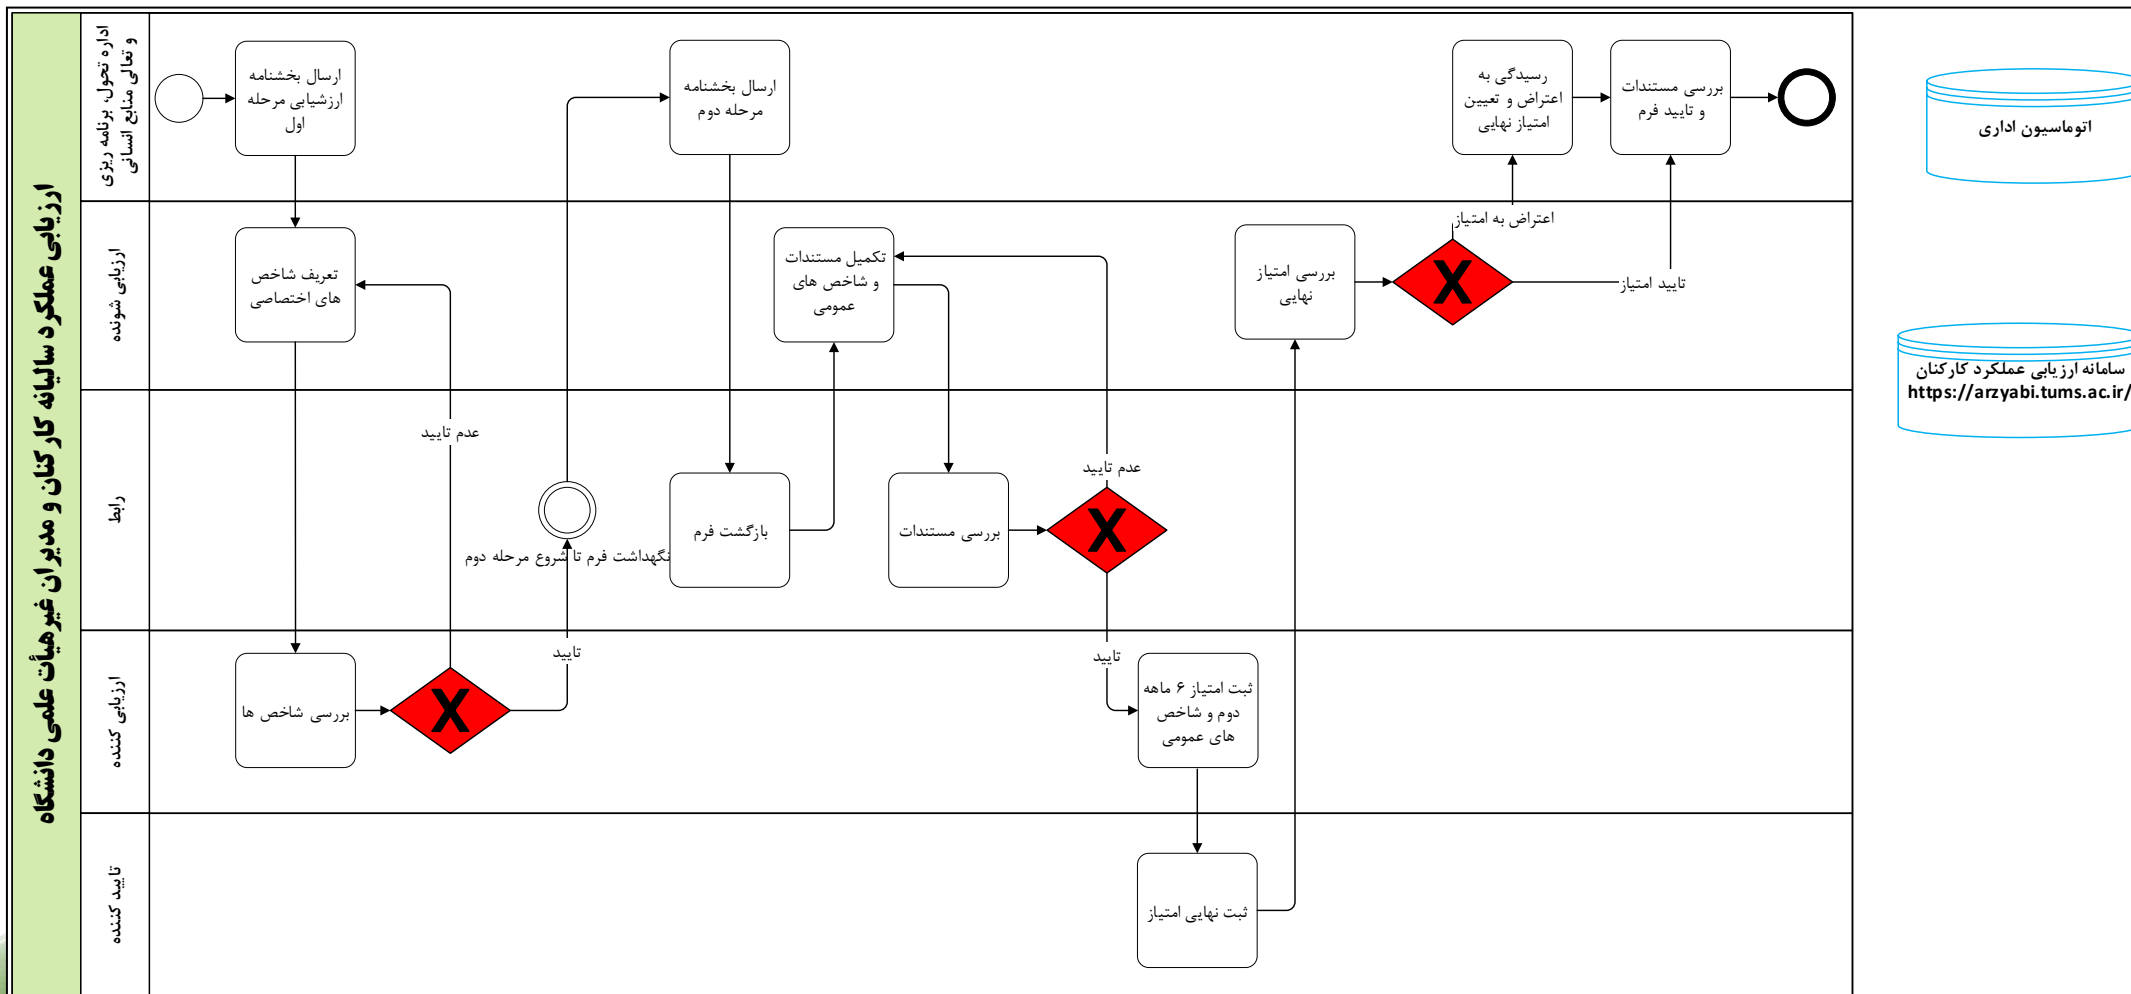 ارزیابی عملکرد سالیانه کارکنان و مدیران غیرهیأت علمی دانشگاه
اداره تحول، برنامه ریزی
و تعالی منابع انسانی
ارسال بخشنامه
ارزشیابی مرحله
اول
ارسال بخشنامه
مرحله دوم
رسیدگی به
اعتراض و تعیین
امتیاز نهایی
بررسی مستندات
و تایید فرم
ارزیابی شونده
تعریف شاخص
های اختصاصی
تکمیل مستندات
و شاخص های
عمومی
بررسی امتیاز
نهایی
X
اعتراض به امتیاز
تایید امتیاز
رابط
عدم تایید
نگهداشت فرم تا شروع مرحله دوم
بازگشت فرم
بررسی مستندات
X
عدم تایید
ارزیابی کننده
بررسی شاخص ها
X
تایید
تایید
ثبت امتیاز ۶ ماهه
دوم و شاخص
های عمومی
تایید کننده
ثبت نهایی امتیاز
اتوماسیون اداری
سامانه ارزیابی عملکرد کارکنان
https://arzyabi.tums.ac.ir/